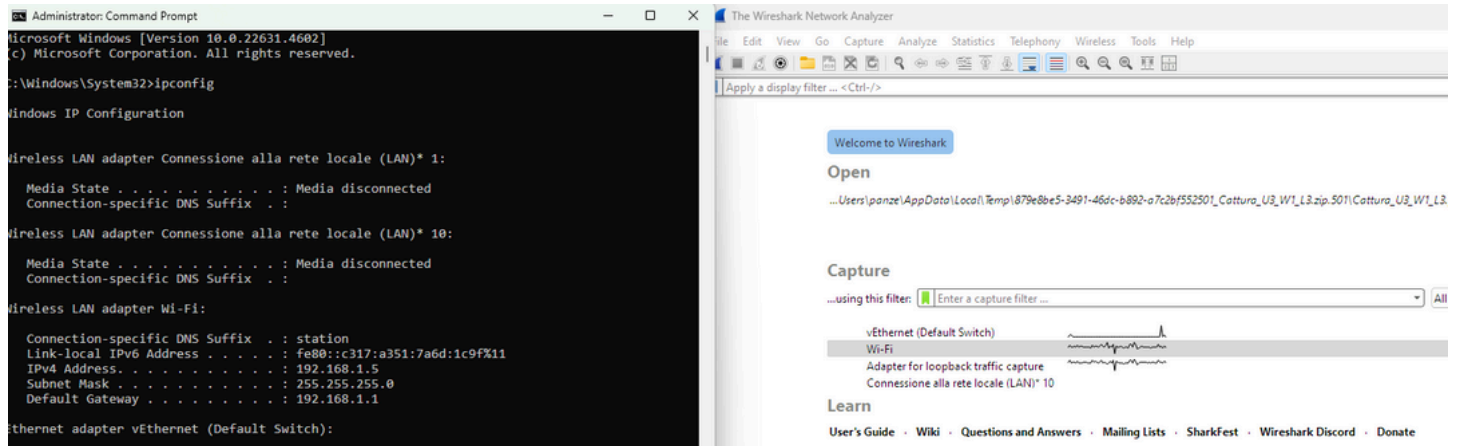 Administrator: Command Prompt
Microsoft Windows [Version 10.0.22631.4602]
(c) Microsoft Corporation. All rights reserved.
C:\Windows\System32>ipconfig
Windows IP Configuration
Wireless LAN adapter Connessione alla rete locale (LAN)* 1:
Media State . . . . . . . . . . . : Media disconnected
Connection-specific DNS Suffix . :
Wireless LAN adapter Connessione alla rete locale (LAN)* 10:
Media State . . . . . . . . . . . : Media disconnected
Connection-specific DNS Suffix . :
Wireless LAN adapter Wi-Fi:
Connection-specific DNS Suffix . : station
Link-local IPv6 Address . . . . . : fe80::c317:a351:7a6d:1c9f%11
IPv4 Address. . . . . . . . . . . : 192.168.1.5
Subnet Mask . . . . . . . . . . . : 255.255.255.0
Default Gateway . . . . . . . . . : 192.168.1.1
Ethernet adapter vEthernet (Default Switch):
The Wireshark Network Analyzer
File Edit View Go Capture Analyze Statistics Telephony Wireless Tools Help
Apply a display filter ... <Ctrl-/>
Welcome to Wireshark
Open
...Users\panze\AppData\Local\Temp\879e8be5-3491-46dc-b892-a7c2bf552501_Cattura_U3_W1_L3.zip.501\Cattura_U3_W1_L3.
Capture
...using this filter: Enter a capture filter ... All
vEthernet (Default Switch)
Wi-Fi
Adapter for loopback traffic capture
Connessione alla rete locale (LAN)* 10
Learn
User's Guide · Wiki · Questions and Answers · Mailing Lists · SharkFest · Wireshark Discord · Donate